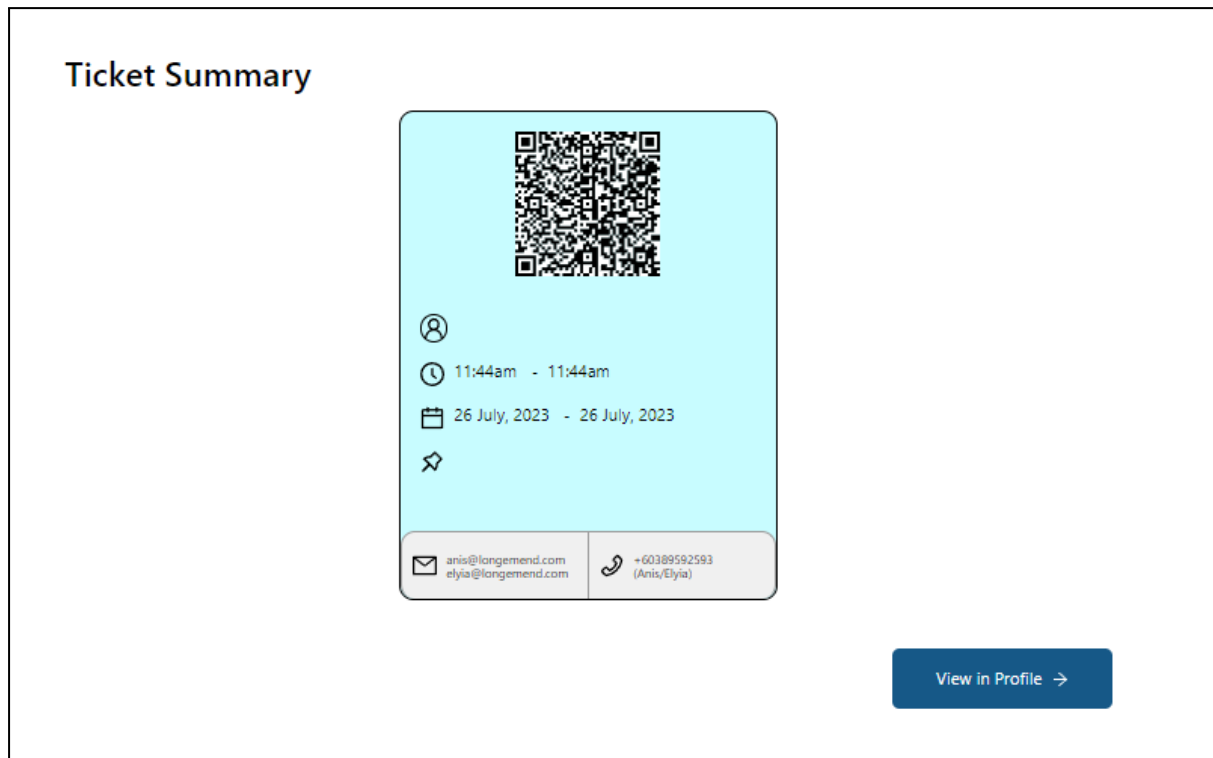 Ticket Summary
11:44am - 11:44am
26 July, 2023 - 26 July, 2023
anis@longemend.com
elyia@longemend.com
+60389592593
(Anis/Elyia)
View in Profile →